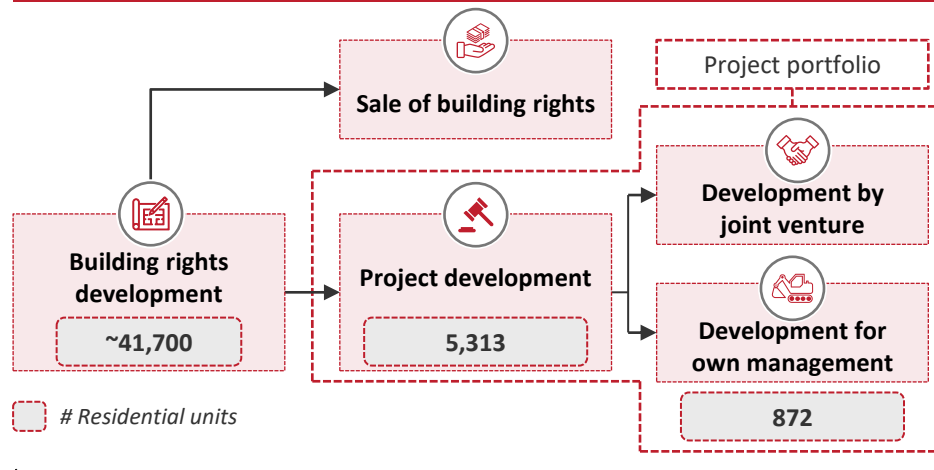 Project portfolio
Sale of building rights
Development by
joint venture
Building rights
development
~41,700
Project development
5,313
Development for
own management
872
# Residential units